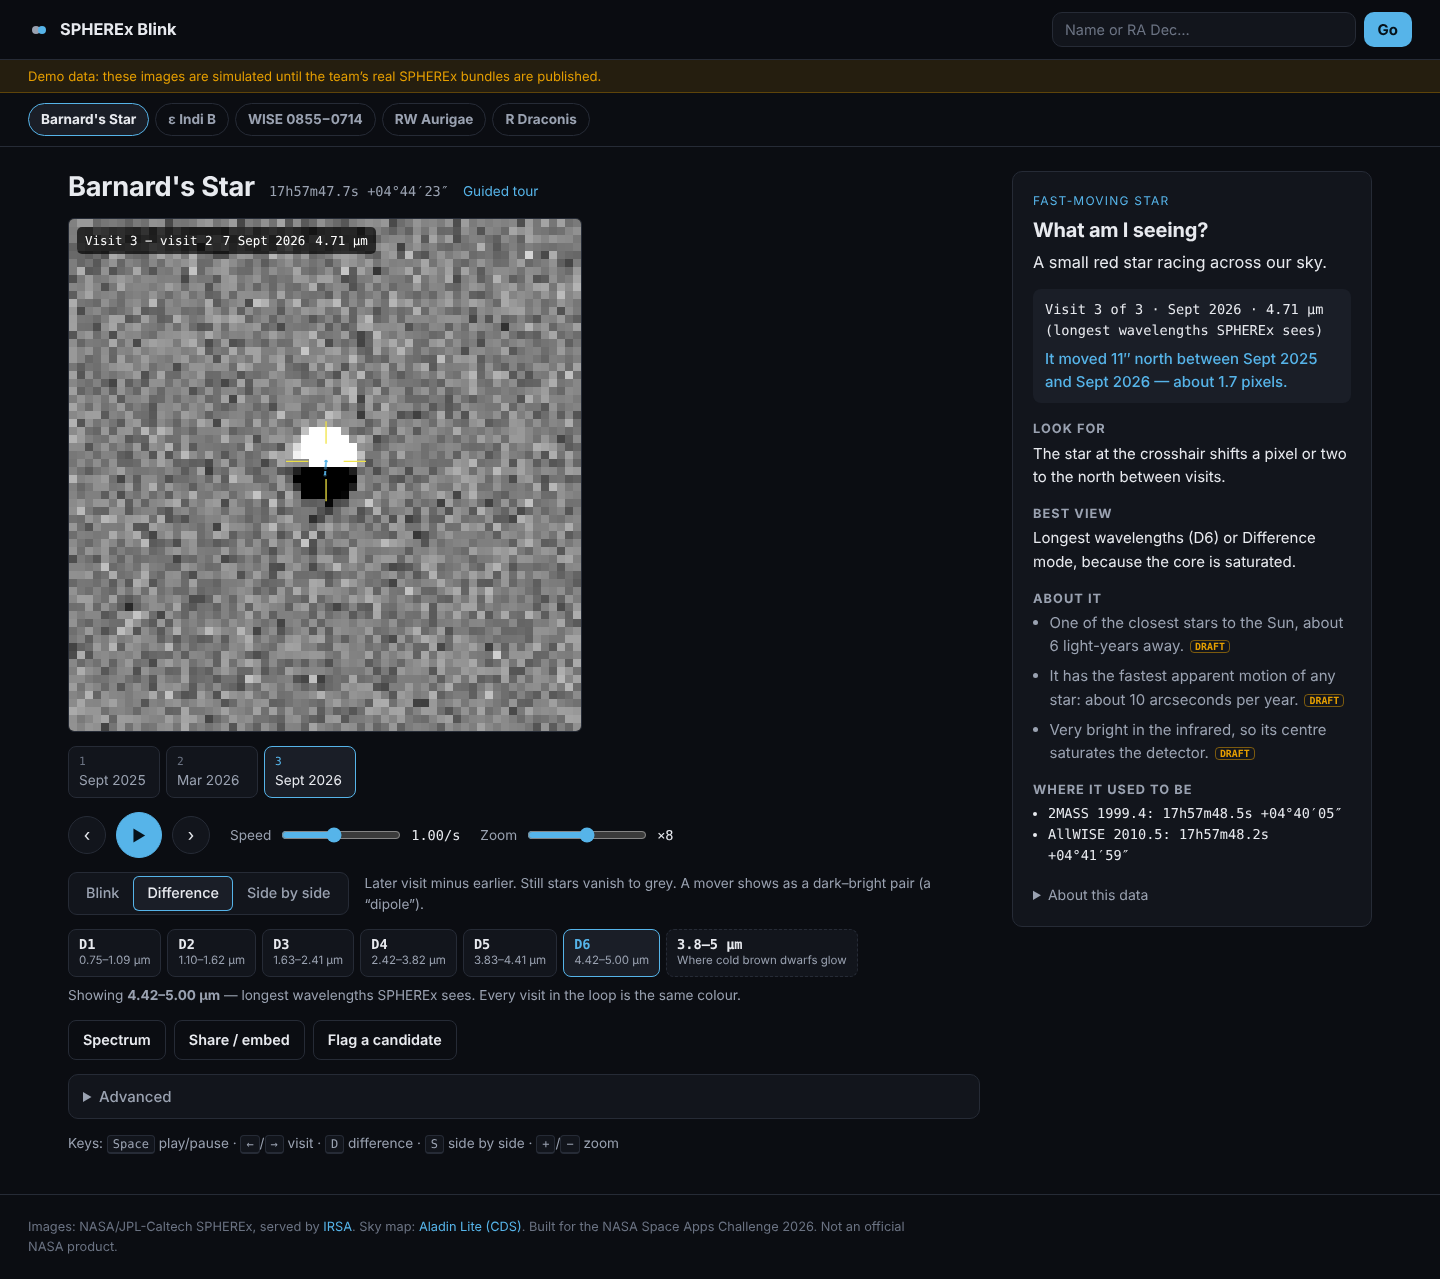 SPHEREx Blink
Name or RA Dec...
Go
Demo data: these images are simulated until the team's real SPHEREx bundles are published.
Barnard's Star
ε Indi B
WISE 0855−0714
RW Aurigae
R Draconis
Barnard's Star 17h57m47.7s +04°44′23″ Guided tour
Visit 3 − visit 2 7 Sept 2026 4.71 µm
1
Sept 2025
2
Mar 2026
3
Sept 2026
‹
›
Speed
1.00/s
Zoom
×8
Blink
Difference
Side by side
Later visit minus earlier. Still stars vanish to grey. A mover shows as a dark–bright pair (a
“dipole”).
D1
0.75–1.09 µm
D2
1.10–1.62 µm
D3
1.63–2.41 µm
D4
2.42–3.82 µm
D5
3.83–4.41 µm
D6
4.42–5.00 µm
3.8–5 µm
Where cold brown dwarfs glow
Showing 4.42–5.00 µm — longest wavelengths SPHEREx sees. Every visit in the loop is the same colour.
Spectrum
Share / embed
Flag a candidate
Advanced
Keys: Space play/pause · ←/→ visit · D difference · S side by side · +/− zoom
FAST-MOVING STAR
What am I seeing?
A small red star racing across our sky.
Visit 3 of 3 · Sept 2026 · 4.71 µm
(longest wavelengths SPHEREx sees)
It moved 11″ north between Sept 2025
and Sept 2026 — about 1.7 pixels.
LOOK FOR
The star at the crosshair shifts a pixel or two
to the north between visits.
BEST VIEW
Longest wavelengths (D6) or Difference
mode, because the core is saturated.
ABOUT IT
• One of the closest stars to the Sun, about
6 light-years away. DRAFT
• It has the fastest apparent motion of any
star: about 10 arcseconds per year. DRAFT
• Very bright in the infrared, so its centre
saturates the detector. DRAFT
WHERE IT USED TO BE
• 2MASS 1999.4: 17h57m48.5s +04°40′05″
• AllWISE 2010.5: 17h57m48.2s
+04°41′59″
About this data
Images: NASA/JPL-Caltech SPHEREx, served by IRSA. Sky map: Aladin Lite (CDS). Built for the NASA Space Apps Challenge 2026. Not an official
NASA product.